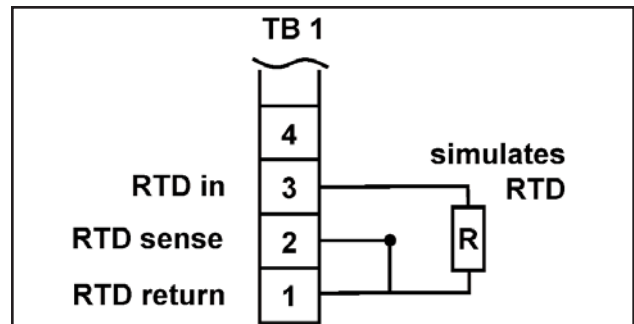 TB 1
4
simulates
RTD in 3 RTD
RTD sense 2 R
RTD return 1